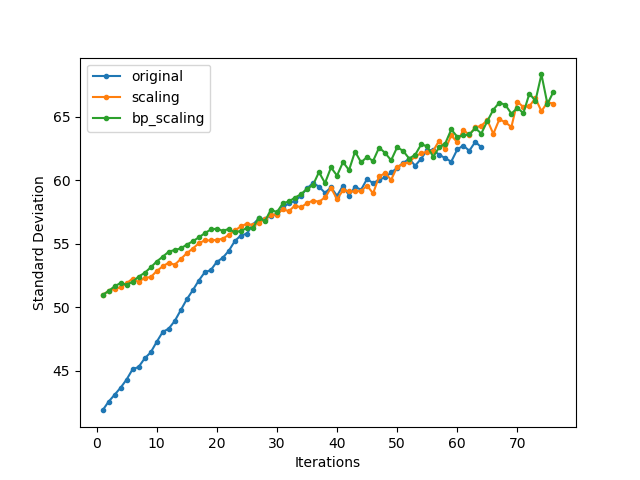 original
scaling
bp_scaling
65
60
55
50
45
Standard Deviation
0 10 20 30 40 50 60 70
Iterations